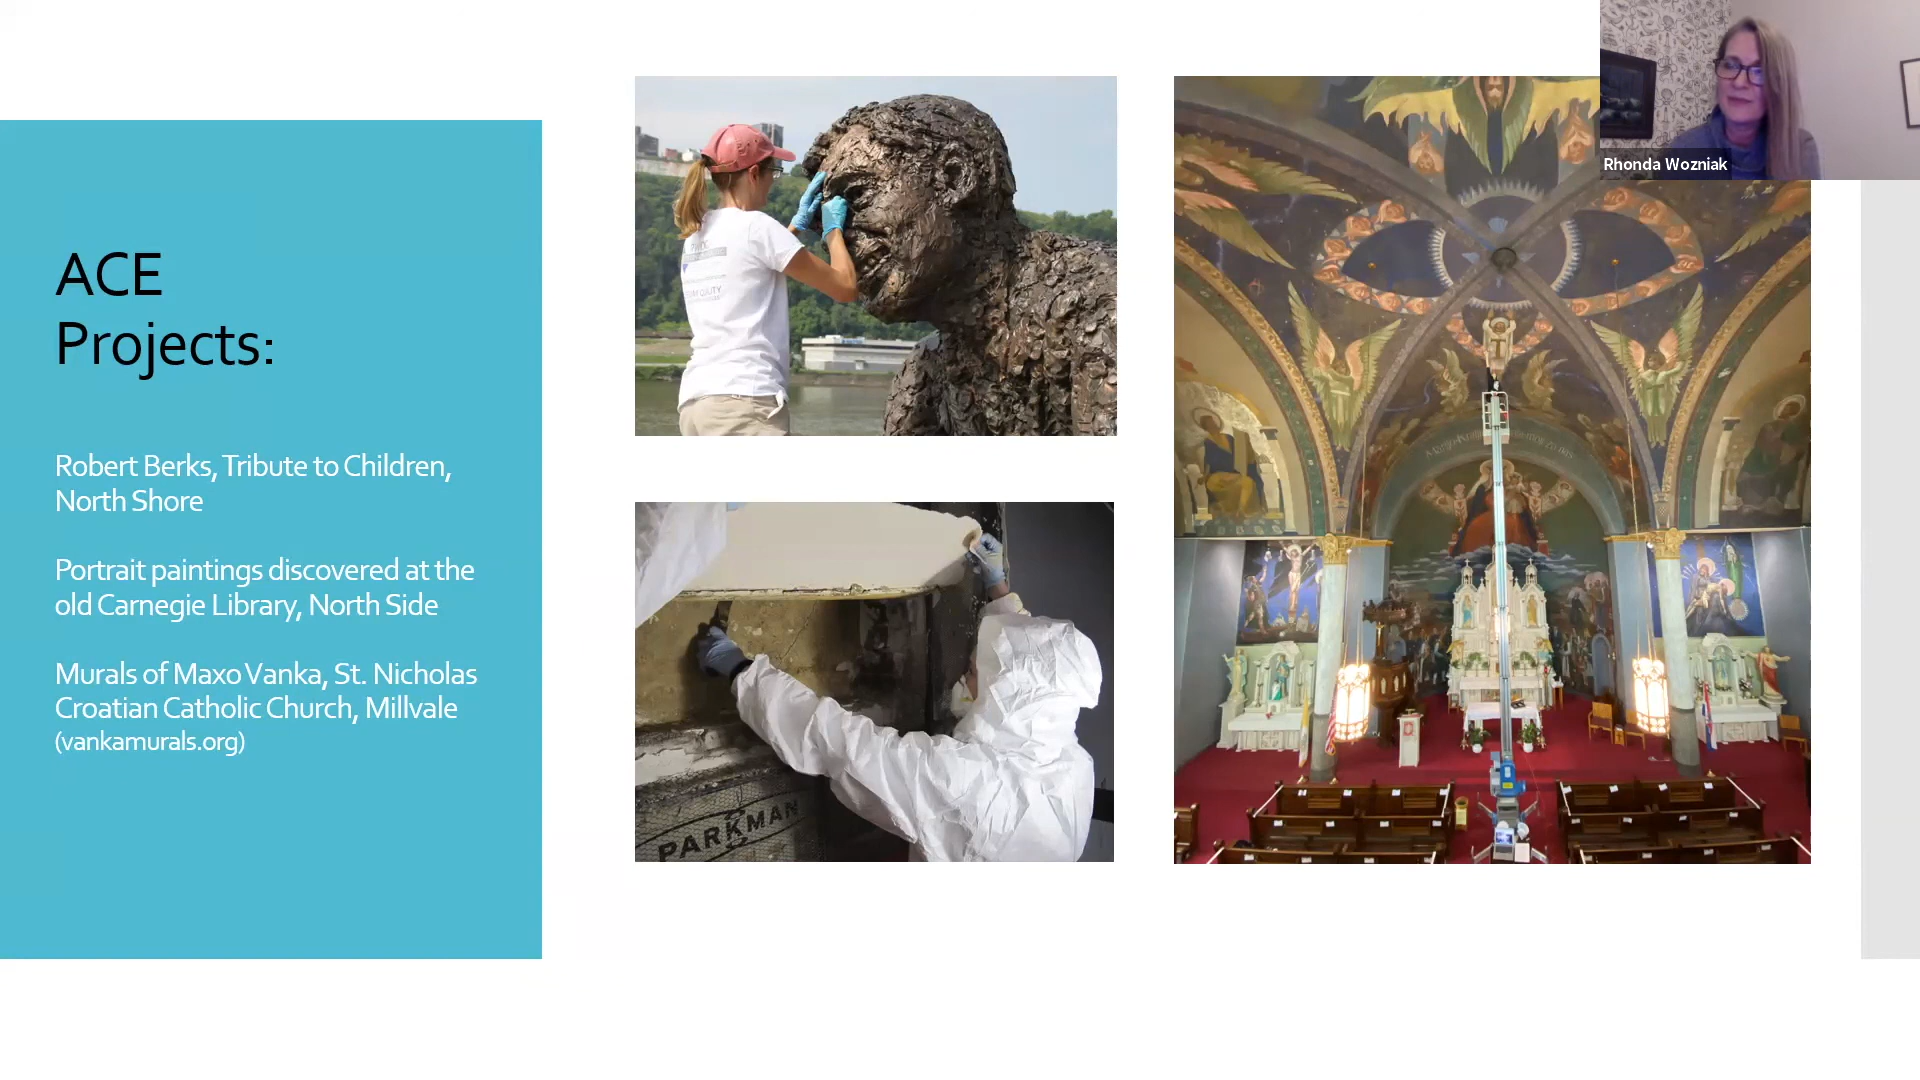 ACE
Projects:
Robert Berks, Tribute to Children,
North Shore
Portrait paintings discovered at the
old Carnegie Library, North Side
Murals of Maxo Vanka, St. Nicholas
Croatian Catholic Church, Millvale
(vankamurals.org)
PARKMAN
Rhonda Wozniak